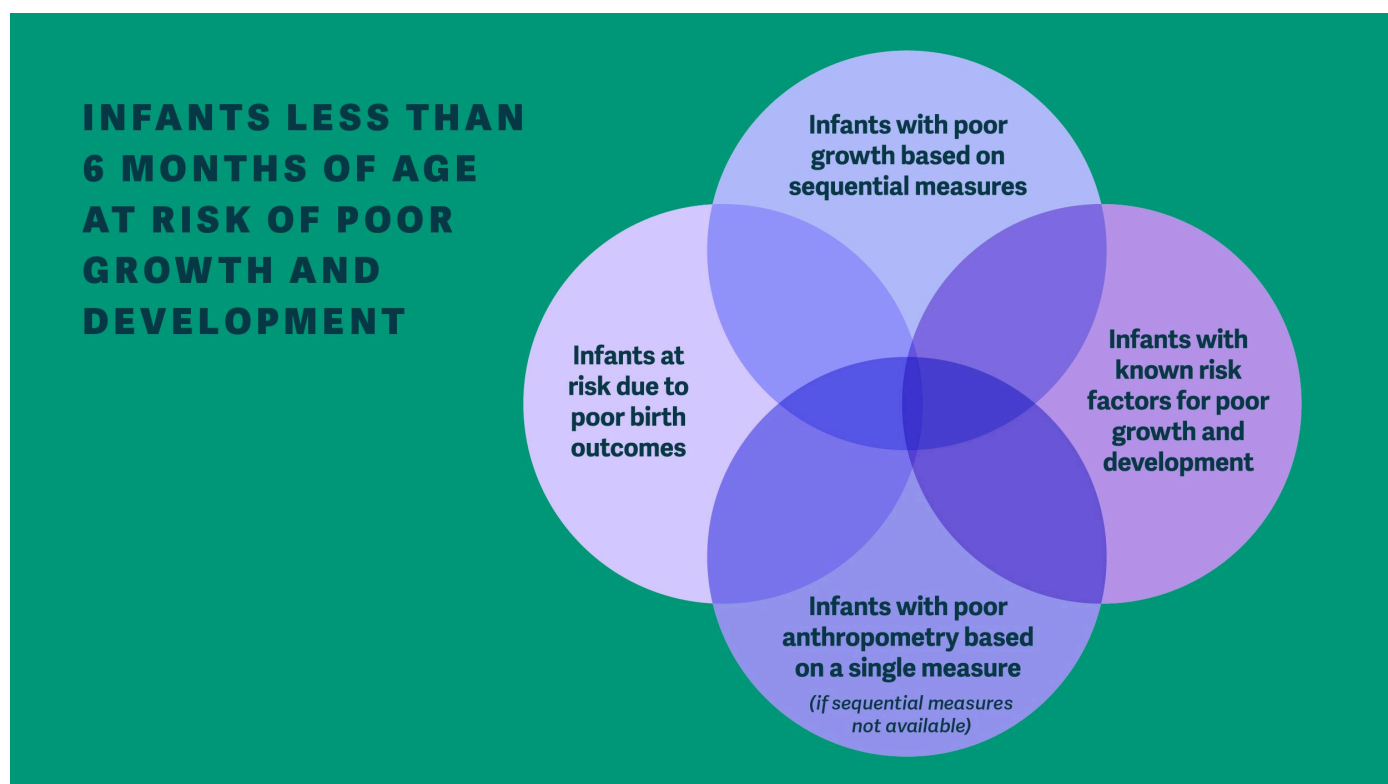 INFANTS LESS THAN
6 MONTHS OF AGE
AT RISK OF POOR
GROWTH AND
DEVELOPMENT
Infants with poor
growth based on
sequential measures
Infants at
risk due to
poor birth
outcomes
Infants with
known risk
factors for poor
growth and
development
Infants with poor
anthropometry based
on a single measure
(if sequential measures
not available)